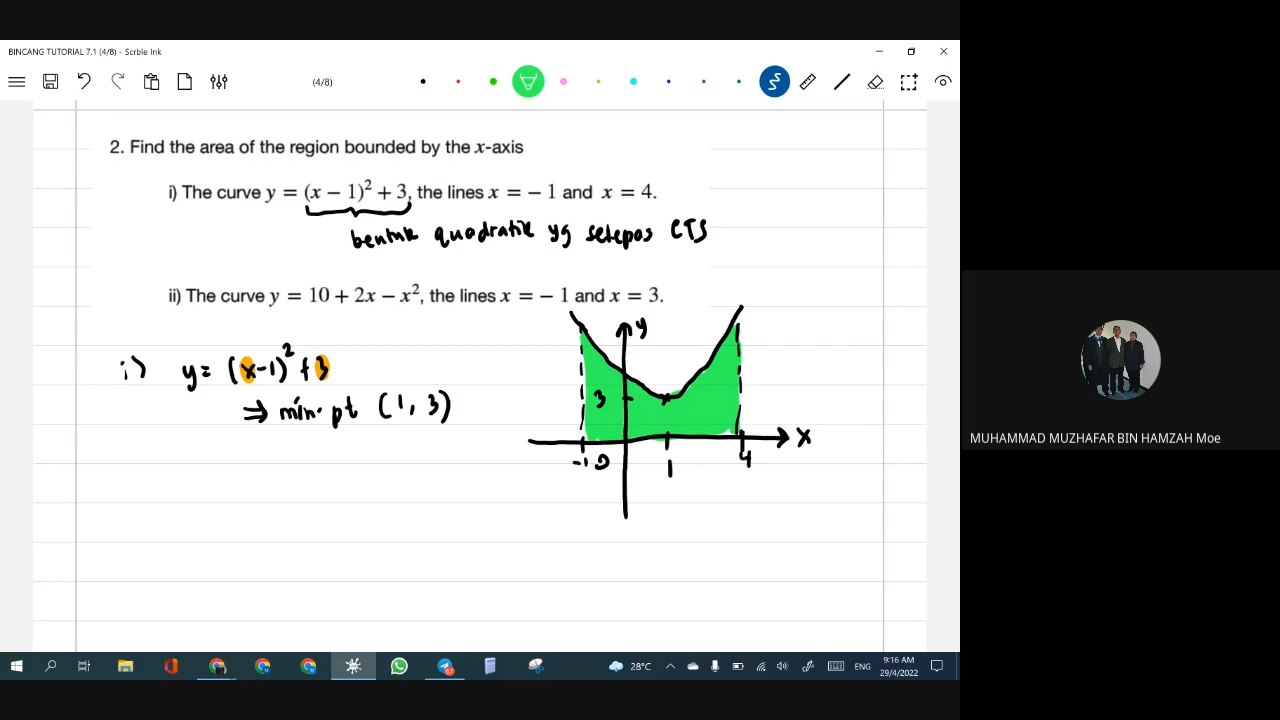 BINCANG TUTORIAL 7.1 (4/8) - Scrble Ink
(4/8)
2. Find the area of the region bounded by the x-axis
i) The curve y = (x − 1)² + 3, the lines x = − 1 and x = 4.
bentuk quadratik yg selepas CTS
ii) The curve y = 10 + 2x − x², the lines x = − 1 and x = 3.
i) y = (x-1)² + 3
⇒ min. pt (1, 3)
y
3
x
-1 0 1 4
MUHAMMAD MUZHAFAR BIN HAMZAH Moe
67
28°C
ENG
9:16 AM
29/4/2022